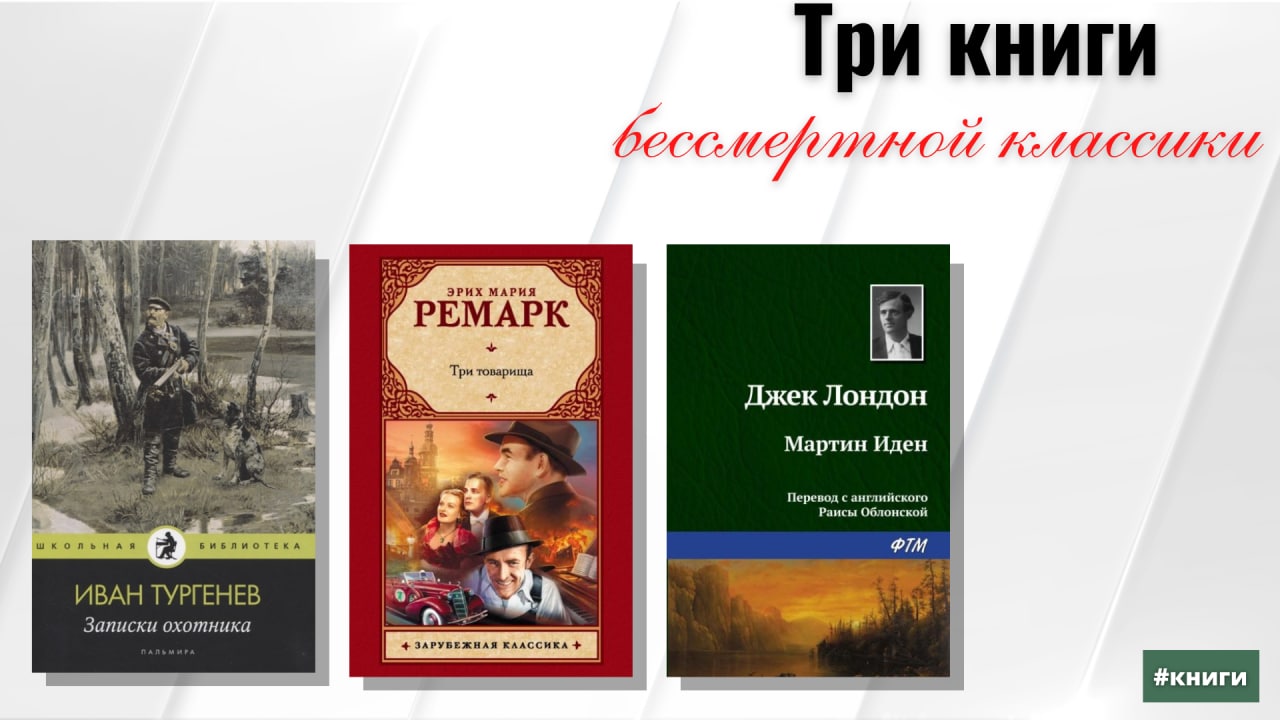 Три книги
бессмертной классики
ШКОЛЬНАЯ БИБЛИОТЕКА
ИВАН ТУРГЕНЕВ
Записки охотника
ПАЛЬМИРА
ЭРИХ МАРИЯ
РЕМАРК
Три товарища
ЗАРУБЕЖНАЯ КЛАССИКА
Джек Лондон
Мартин Иден
Перевод с английского
Раисы Облонской
ФТМ
#книги